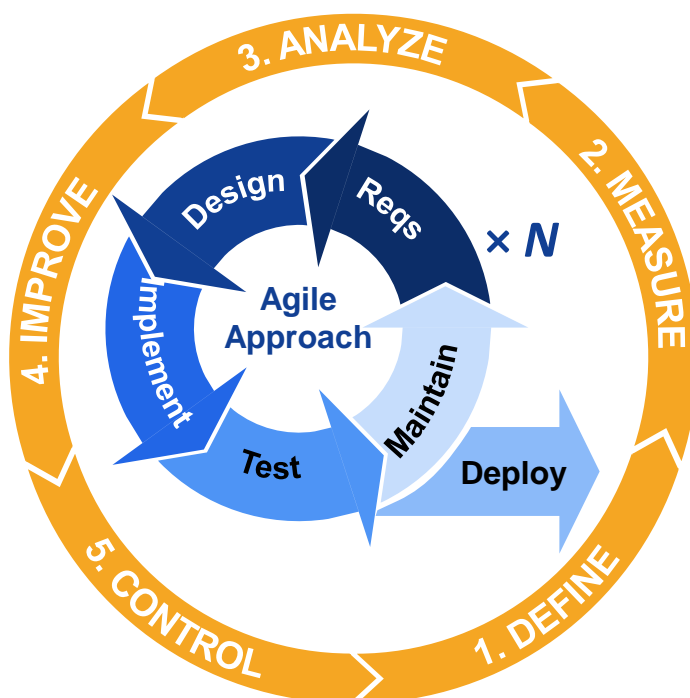 3. ANALYZE
2. MEASURE
4. IMPROVE
5. CONTROL
1. DEFINE
Design
Reqs
× N
Implement
Agile
Approach
Maintain
Test
Deploy